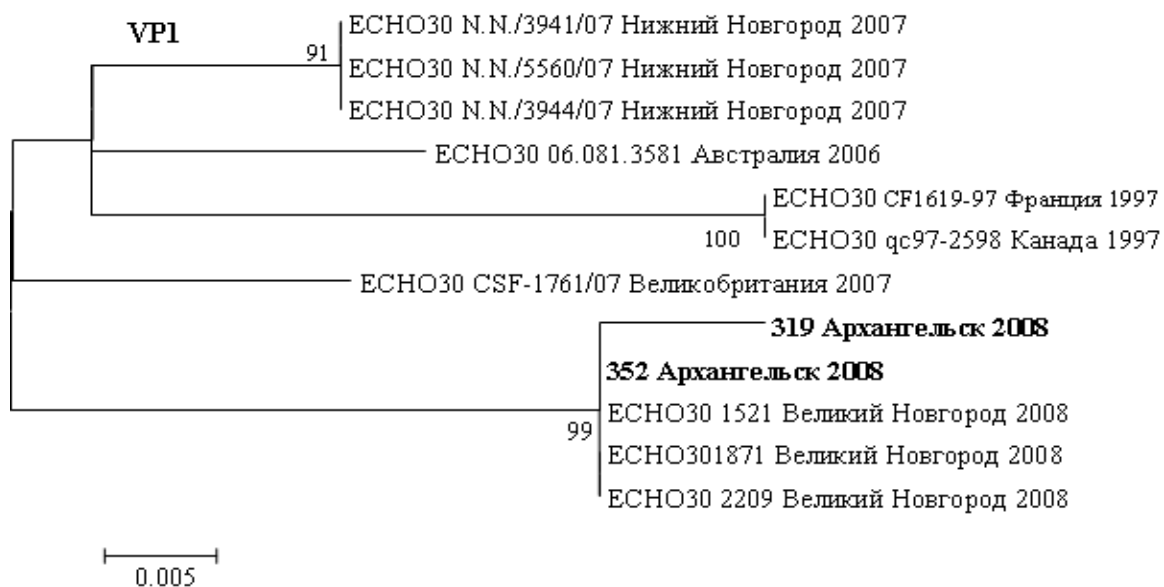 VP1
ECHO30 N.N./3941/07 Нижний Новгород 2007
91
ECHO30 N.N./5560/07 Нижний Новгород 2007
ECHO30 N.N./3944/07 Нижний Новгород 2007
ECHO30 06.081.3581 Австралия 2006
ECHO30 CF1619-97 Франция 1997
100
ECHO30 qc97-2598 Канада 1997
ECHO30 CSF-1761/07 Великобритания 2007
319 Архангельск 2008
352 Архангельск 2008
ECHO30 1521 Великий Новгород 2008
99
ECHO301871 Великий Новгород 2008
ECHO30 2209 Великий Новгород 2008
0.005